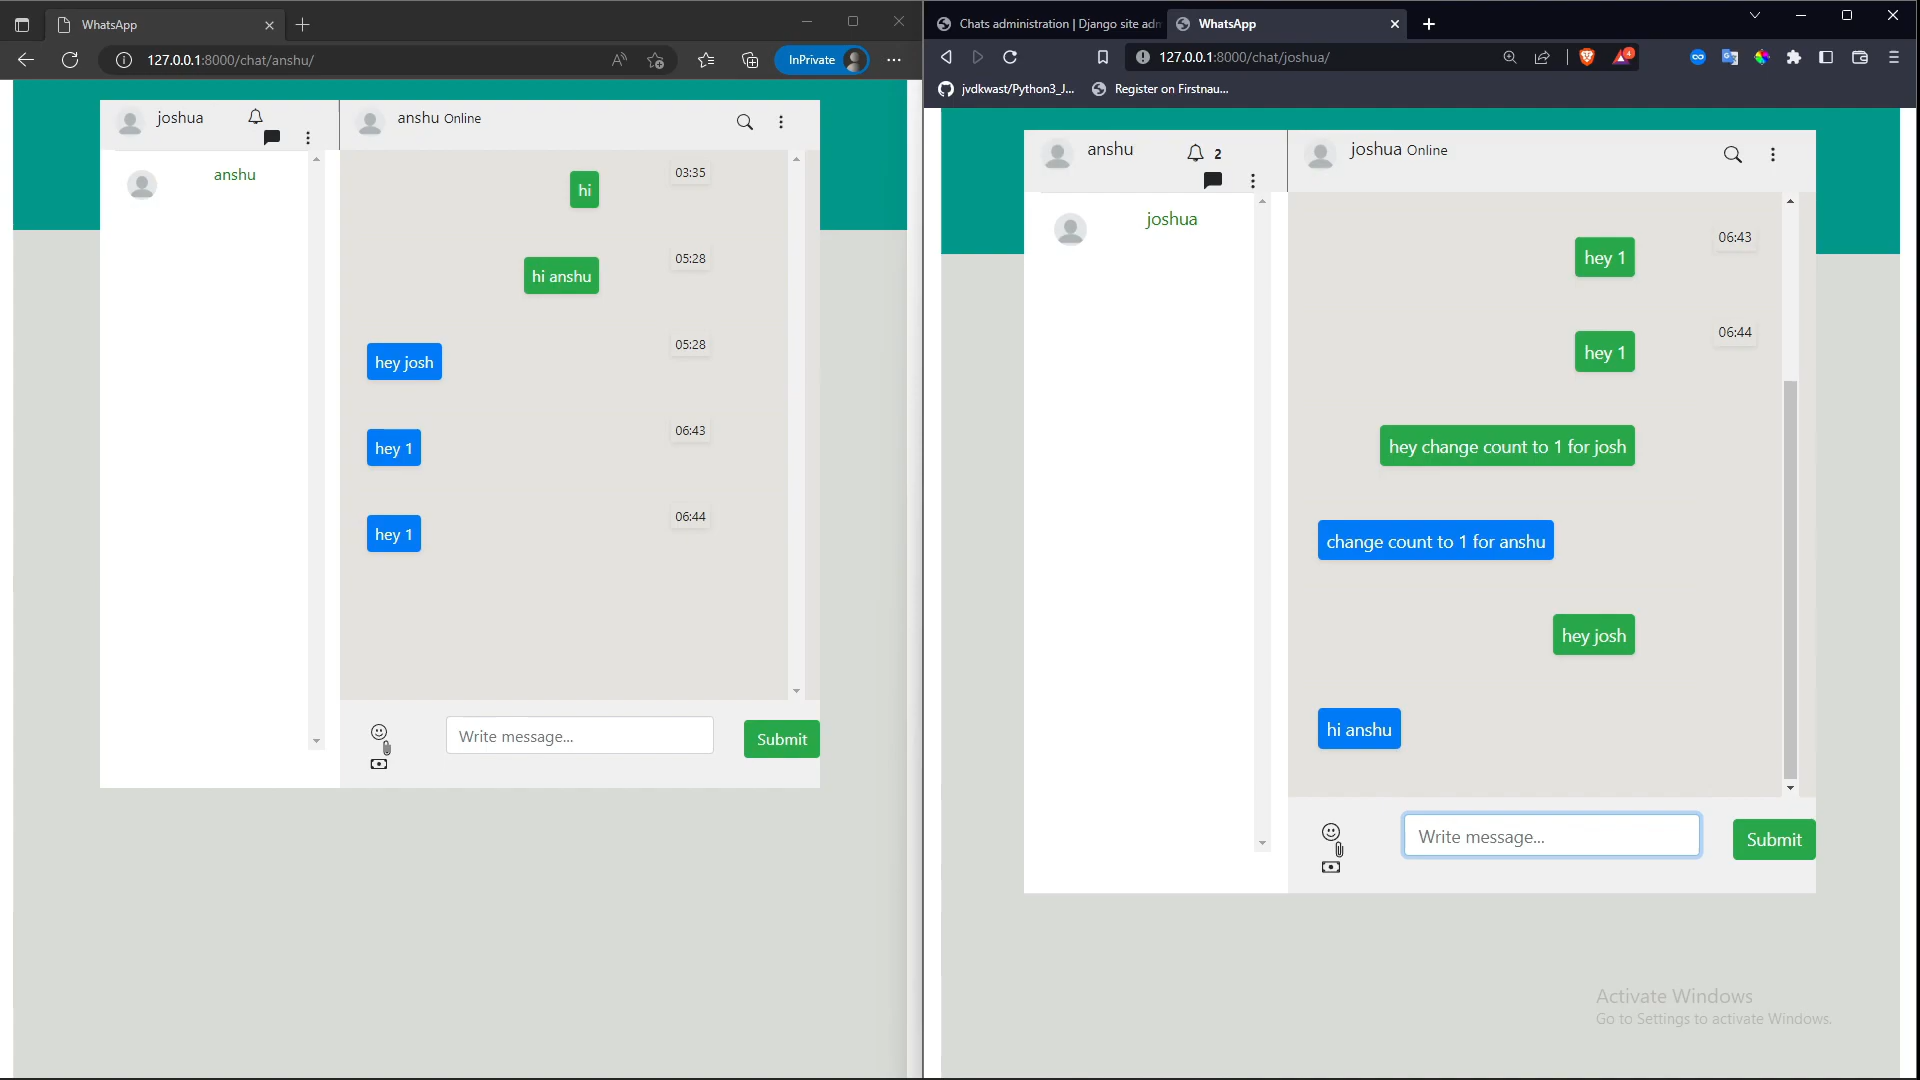 WhatsApp
127.0.0.1:8000/chat/anshu/
InPrivate
joshua
anshu Online
anshu
03:35
hi
05:28
hi anshu
05:28
hey josh
06:43
hey 1
06:44
hey 1
Write message...
Submit
Chats administration | Django site adm
WhatsApp
127.0.0.1:8000/chat/joshua/
4
jvdkwast/Python3_J...
Register on Firstnau...
anshu
2
joshua Online
joshua
06:43
hey 1
06:44
hey 1
hey change count to 1 for josh
change count to 1 for anshu
hey josh
hi anshu
Write message...
Submit
Activate Windows
Go to Settings to activate Windows.